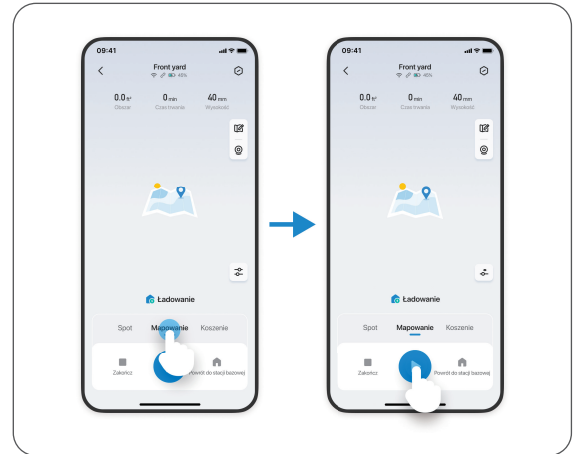 09:41
Front yard
45%
0.0 ft² 0 min 40 mm
Obszar Czas trwania Wysokość
Ładowanie
Spot Mapowanie Koszenie
Zakończ Powrót do stacji bazowej
09:41
Front yard
45%
0.0 ft² 0 min 40 mm
Obszar Czas trwania Wysokość
Ładowanie
Spot Mapowanie Koszenie
Zakończ Powrót do stacji bazowej